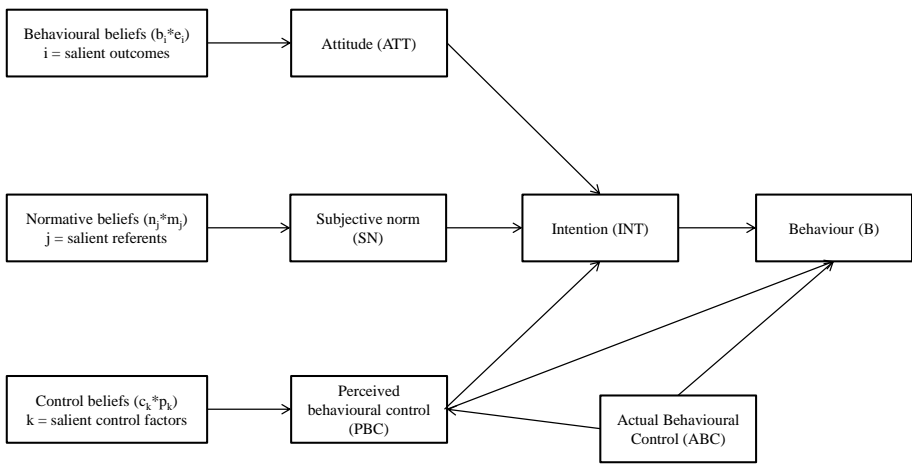 Behavioural beliefs (bᵢ*eᵢ)
i = salient outcomes
Attitude (ATT)
Normative beliefs (nⱼ*mⱼ)
j = salient referents
Subjective norm
(SN)
Intention (INT)
Behaviour (B)
Control beliefs (cₖ*pₖ)
k = salient control factors
Perceived
behavioural control
(PBC)
Actual Behavioural
Control (ABC)